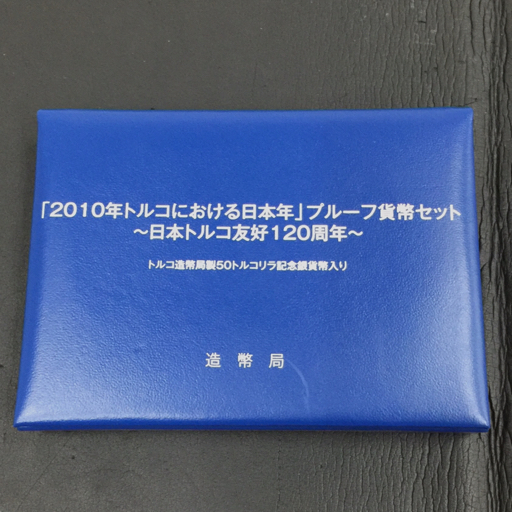 「2010年トルコにおける日本年」プルーフ貨幣セット
～日本トルコ友好120周年～
トルコ造幣局製50トルコリラ記念銀貨幣入り
造幣局